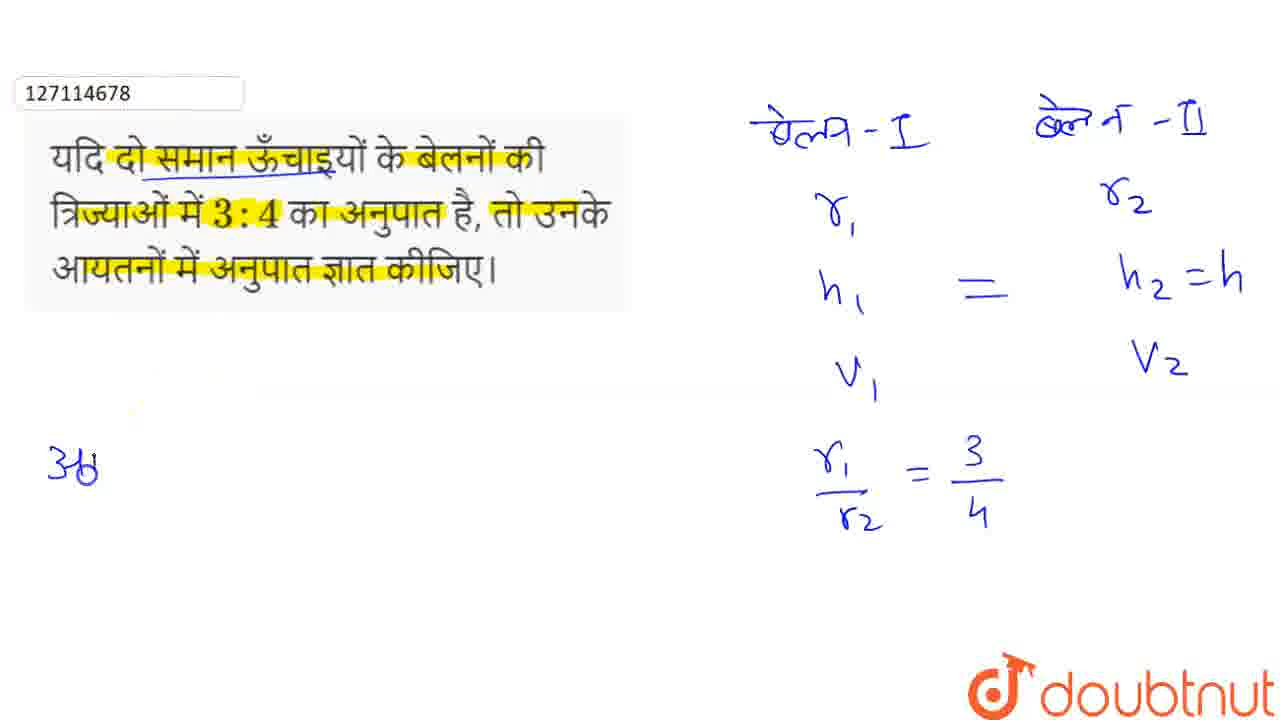 127114678
यदि दो समान ऊँचाइयों के बेलनों की
त्रिज्याओं में 3 : 4 का अनुपात है, तो उनके
आयतनों में अनुपात ज्ञात कीजिए।
बेलन - I बेलन - II
r₁ r₂
h₁ = h₂ = h
V₁ V₂
r₁/r₂ = 3/4
doubtnut